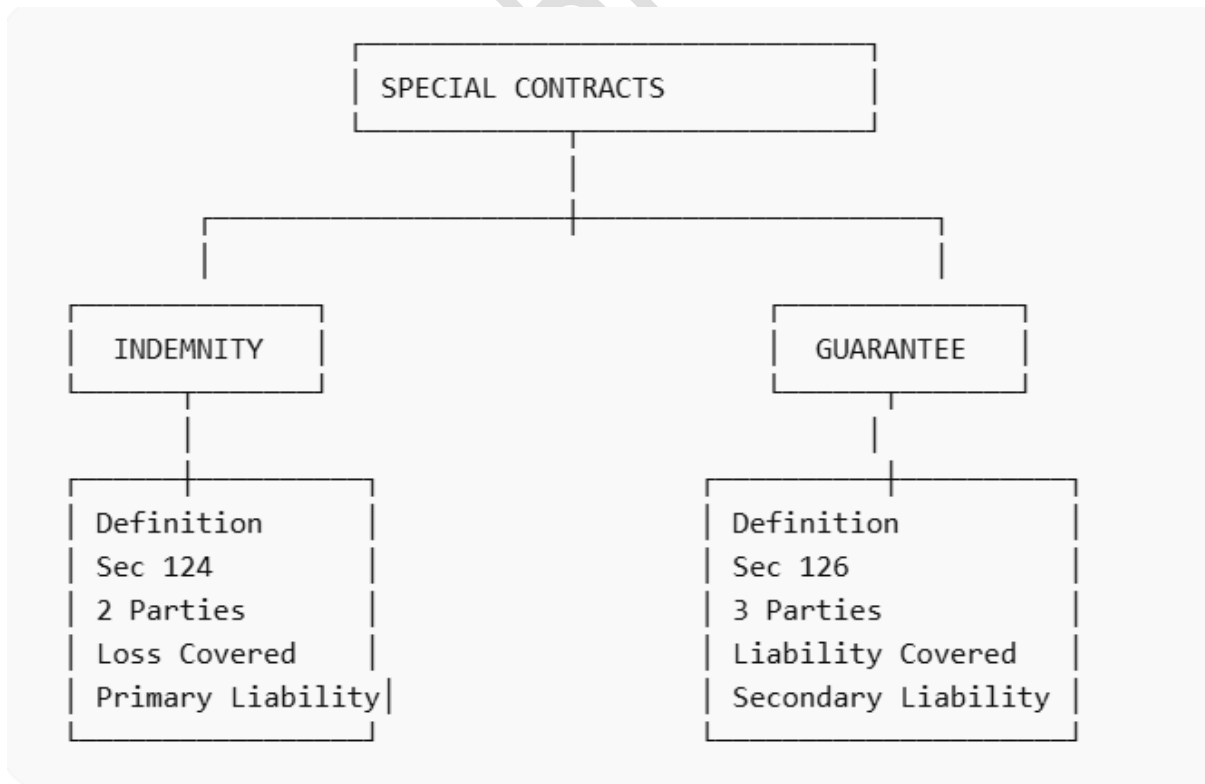 SPECIAL CONTRACTS
INDEMNITY
GUARANTEE
Definition
Sec 124
2 Parties
Loss Covered
Primary Liability
Definition
Sec 126
3 Parties
Liability Covered
Secondary Liability